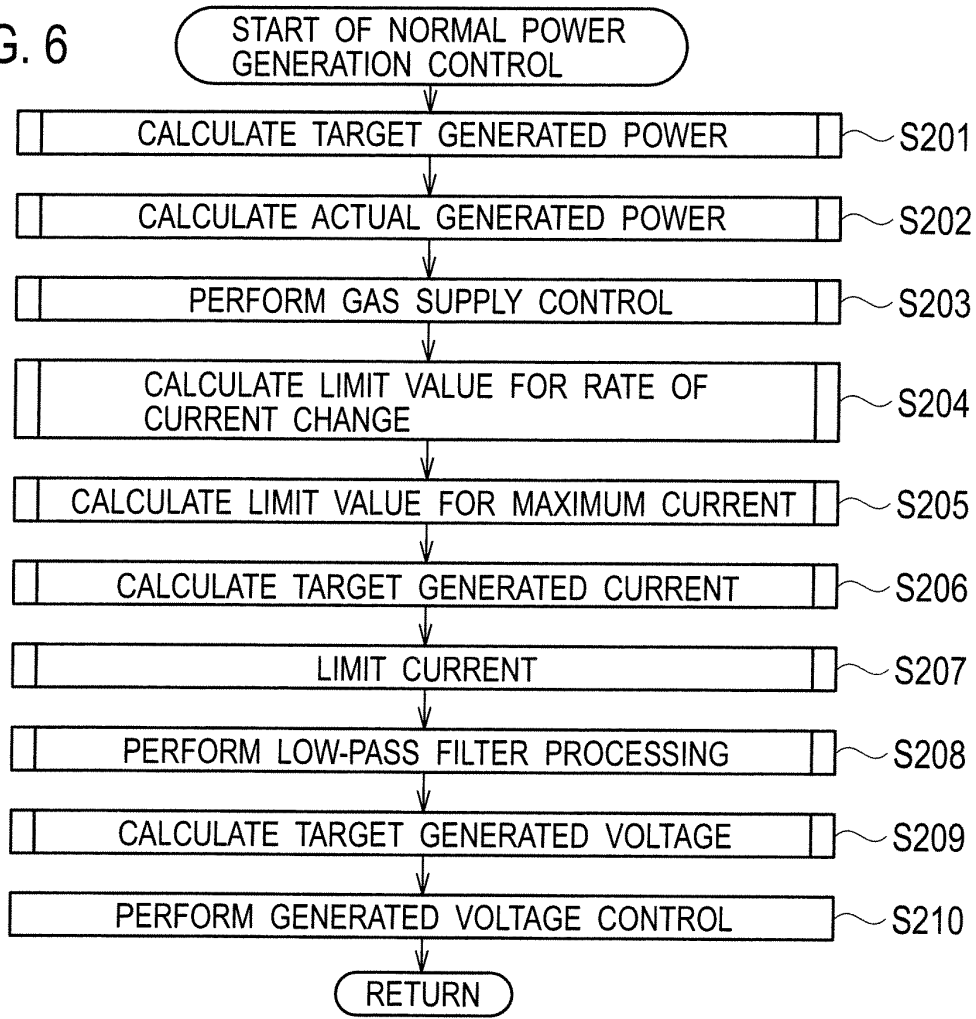 G. 6
START OF NORMAL POWER
GENERATION CONTROL
CALCULATE TARGET GENERATED POWER
S201
CALCULATE ACTUAL GENERATED POWER
S202
PERFORM GAS SUPPLY CONTROL
S203
CALCULATE LIMIT VALUE FOR RATE OF
CURRENT CHANGE
S204
CALCULATE LIMIT VALUE FOR MAXIMUM CURRENT
S205
CALCULATE TARGET GENERATED CURRENT
S206
LIMIT CURRENT
S207
PERFORM LOW-PASS FILTER PROCESSING
S208
CALCULATE TARGET GENERATED VOLTAGE
S209
PERFORM GENERATED VOLTAGE CONTROL
S210
RETURN